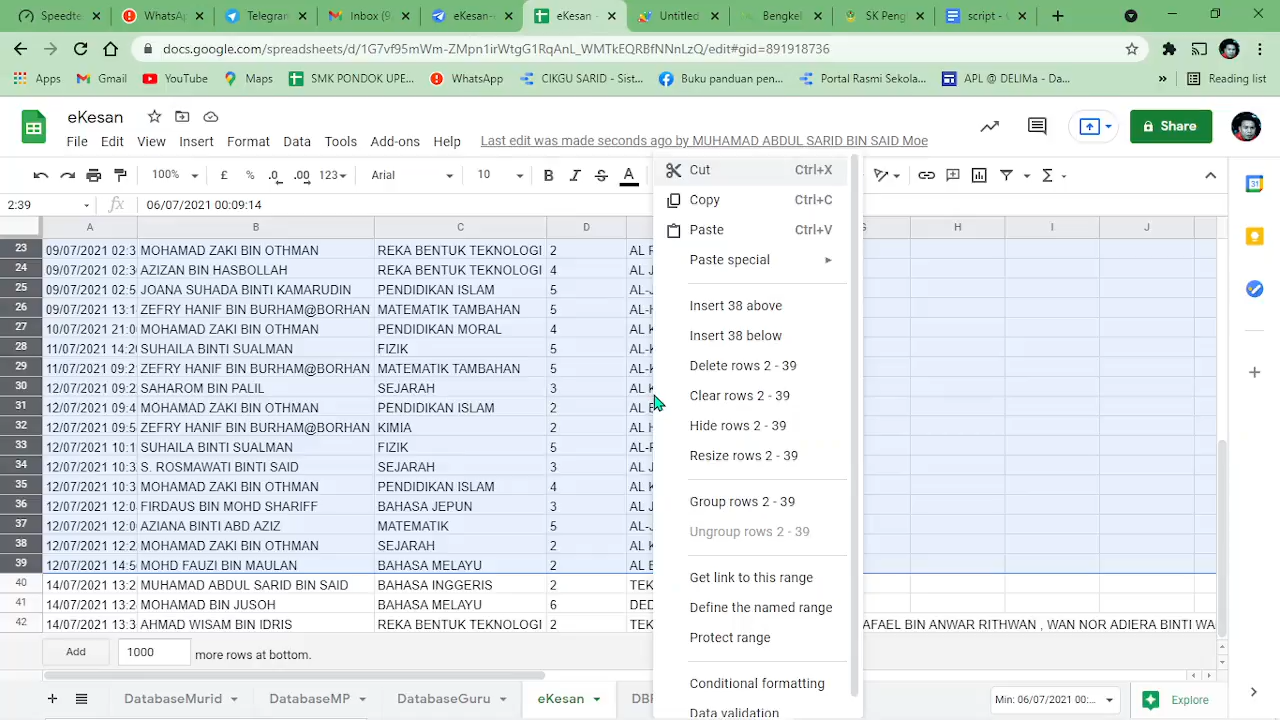 Speedte
WhatsAp
Telegran
Inbox (9
eKesan-
eKesan
Untitled
Bengkel
SK Peng
script -
docs.google.com/spreadsheets/d/1G7vf95mWm-ZMpn1irWtgG1RqAnL_WMTkEQRBfNNnLzQ/edit#gid=891918736
Apps
Gmail
YouTube
Maps
SMK PONDOK UPE...
WhatsApp
CIKGU SARID - Sist...
Buku panduan pen...
Portal Rasmi Sekola...
APL @ DELIMa - Da...
»
Reading list
eKesan
File Edit View Insert Format Data Tools Add-ons Help
Last edit was made seconds ago by MUHAMAD ABDUL SARID BIN SAID Moe
Share
100% £ % .0 .00 123 Arial 10 B I S A
2:39 fx 06/07/2021 00:09:14
A B C D G H I J
23 09/07/2021 02:3 MOHAMAD ZAKI BIN OTHMAN REKA BENTUK TEKNOLOGI 2
24 09/07/2021 02:3 AZIZAN BIN HASBOLLAH REKA BENTUK TEKNOLOGI 4 AL J
25 09/07/2021 02:5 JOANA SUHADA BINTI KAMARUDIN PENDIDIKAN ISLAM 5 AL-J
26 09/07/2021 13:1 ZEFRY HANIF BIN BURHAM@BORHAN MATEMATIK TAMBAHAN 5 AL-H
27 10/07/2021 21:0 MOHAMAD ZAKI BIN OTHMAN PENDIDIKAN MORAL 4 AL K
28 11/07/2021 14:2 SUHAILA BINTI SUALMAN FIZIK 5 AL-K
29 11/07/2021 09:2 ZEFRY HANIF BIN BURHAM@BORHAN MATEMATIK TAMBAHAN 5 AL-K
30 12/07/2021 09:2 SAHAROM BIN PALIL SEJARAH 3 AL K
31 12/07/2021 09:4 MOHAMAD ZAKI BIN OTHMAN PENDIDIKAN ISLAM 2 AL B
32 12/07/2021 09:5 ZEFRY HANIF BIN BURHAM@BORHAN KIMIA 2 AL H
33 12/07/2021 10:1 SUHAILA BINTI SUALMAN FIZIK 5
34 12/07/2021 10:3 S. ROSMAWATI BINTI SAID SEJARAH 3 AL J
35 12/07/2021 10:3 MOHAMAD ZAKI BIN OTHMAN PENDIDIKAN ISLAM 4 AL K
36 12/07/2021 12:0 FIRDAUS BIN MOHD SHARIFF BAHASA JEPUN 3 AL K
37 12/07/2021 12:0 AZIANA BINTI ABD AZIZ MATEMATIK 5 AL-J
38 12/07/2021 12:2 MOHAMAD ZAKI BIN OTHMAN SEJARAH 2 AL K
39 12/07/2021 14:5 MOHD FAUZI BIN MAULAN BAHASA MELAYU 2 AL B
40 14/07/2021 13:2 MUHAMAD ABDUL SARID BIN SAID BAHASA INGGERIS 2 TEK
41 14/07/2021 13:2 MOHAMAD BIN JUSOH BAHASA MELAYU 6 DED
42 14/07/2021 13:3 AHMAD WISAM BIN IDRIS REKA BENTUK TEKNOLOGI 2 TEK AFAEL BIN ANWAR RITHWAN , WAN NOR ADIERA BINTI WA
Cut Ctrl+X
Copy Ctrl+C
Paste Ctrl+V
Paste special
Insert 38 above
Insert 38 below
Delete rows 2 - 39
Clear rows 2 - 39
Hide rows 2 - 39
Resize rows 2 - 39
Group rows 2 - 39
Ungroup rows 2 - 39
Get link to this range
Define the named range
Protect range
Conditional formatting
Data validation
Add 1000 more rows at bottom.
DatabaseMurid DatabaseMP DatabaseGuru eKesan Min: 06/07/2021 00:... Explore